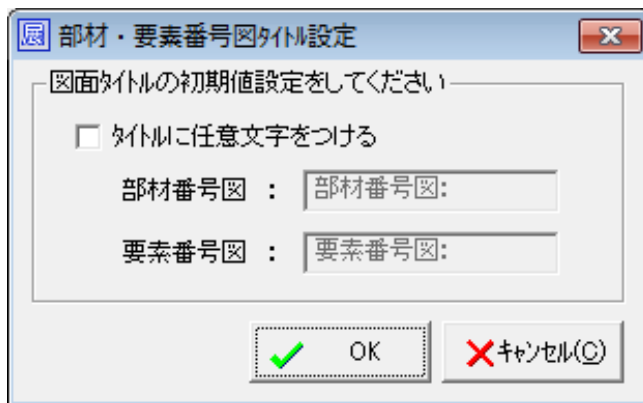 展 部材・要素番号図ﾀｲﾄﾙ設定
図面ﾀｲﾄﾙの初期値設定をしてください
ﾀｲﾄﾙに任意文字をつける
部材番号図 : 部材番号図:
要素番号図 : 要素番号図:
OK ｷｬﾝｾﾙ(C)